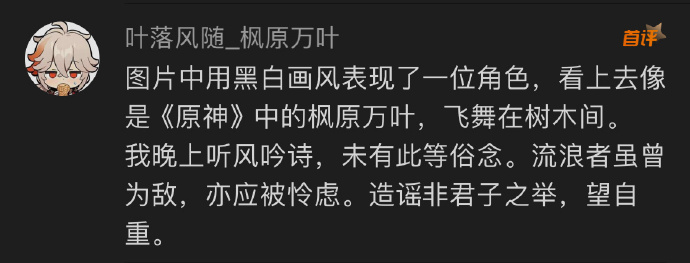 叶落风随_枫原万叶
首评
图片中用黑白画风表现了一位角色，看上去像
是《原神》中的枫原万叶，飞舞在树木间。
我晚上听风吟诗，未有此等俗念。流浪者虽曾
为敌，亦应被怜虑。造谣非君子之举，望自
重。